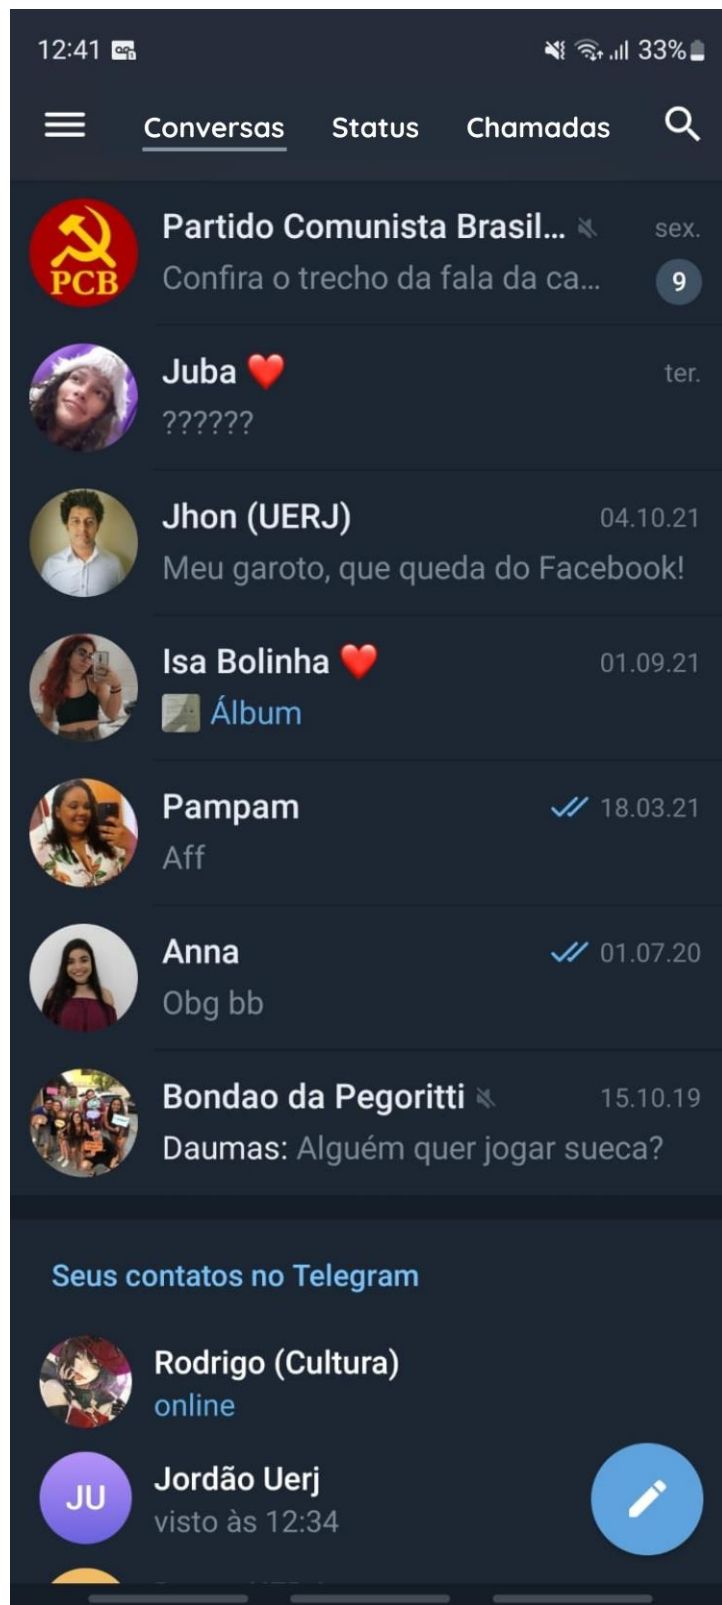 12:41
33%
Conversas Status Chamadas
Partido Comunista Brasil... sex.
PCB
Confira o trecho da fala da ca... 9
Juba ❤️ ter.
??????
Jhon (UERJ) 04.10.21
Meu garoto, que queda do Facebook!
Isa Bolinha ❤️ 01.09.21
Álbum
Pampam 18.03.21
Aff
Anna 01.07.20
Obg bb
Bondao da Pegoritti 15.10.19
Daumas: Alguém quer jogar sueca?
Seus contatos no Telegram
Rodrigo (Cultura)
online
JU
Jordão Uerj
visto às 12:34